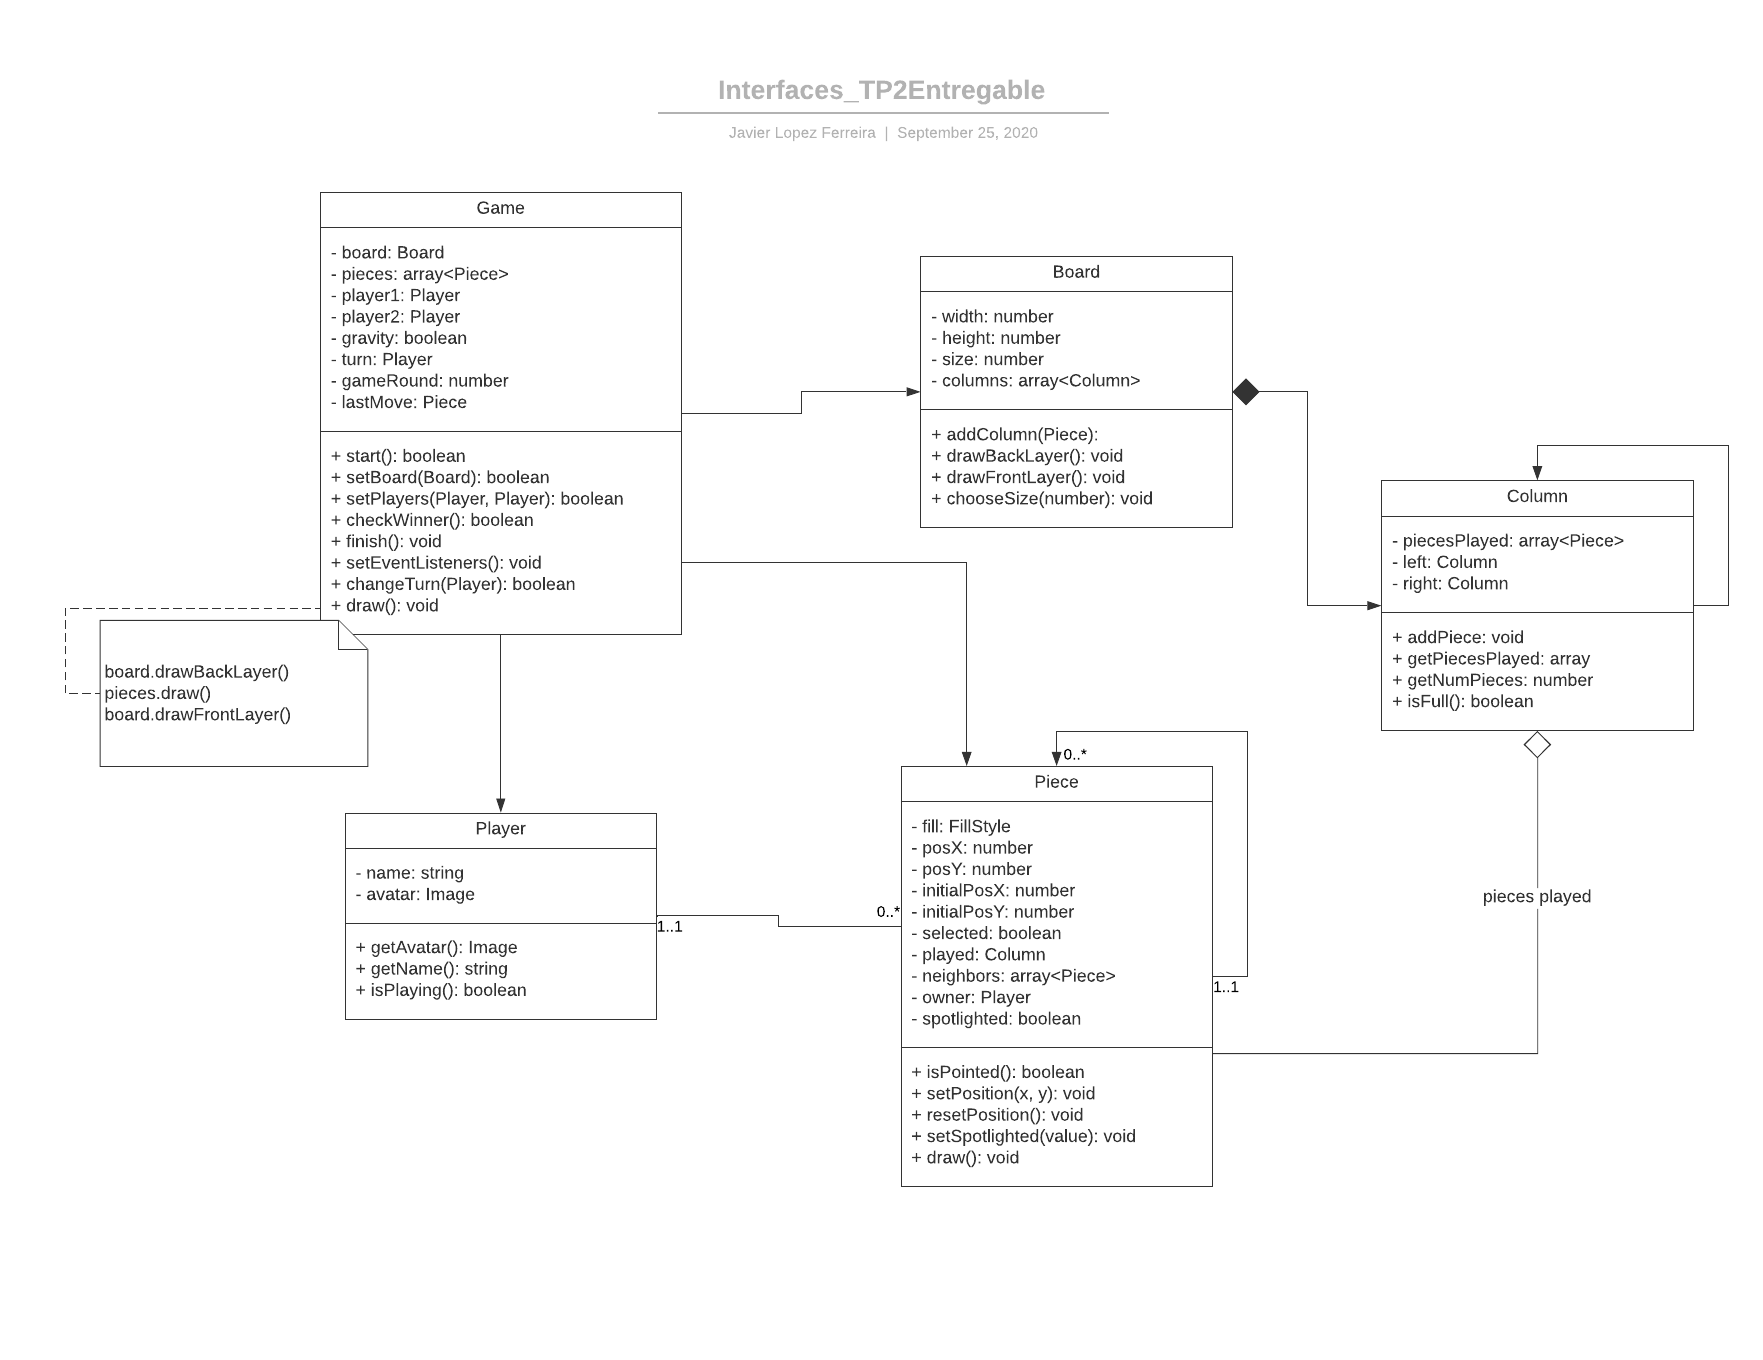 Interfaces_TP2Entregable
Javier Lopez Ferreira | September 25, 2020
Game
- board: Board
- pieces: array<Piece>
- player1: Player
- player2: Player
- gravity: boolean
- turn: Player
- gameRound: number
- lastMove: Piece
+ start(): boolean
+ setBoard(Board): boolean
+ setPlayers(Player, Player): boolean
+ checkWinner(): boolean
+ finish(): void
+ setEventListeners(): void
+ changeTurn(Player): boolean
+ draw(): void
board.drawBackLayer()
pieces.draw()
board.drawFrontLayer()
Board
- width: number
- height: number
- size: number
- columns: array<Column>
+ addColumn(Piece):
+ drawBackLayer(): void
+ drawFrontLayer(): void
+ chooseSize(number): void
Column
- piecesPlayed: array<Piece>
- left: Column
- right: Column
+ addPiece: void
+ getPiecesPlayed: array
+ getNumPieces: number
+ isFull(): boolean
pieces played
Player
- name: string
- avatar: Image
+ getAvatar(): Image
+ getName(): string
+ isPlaying(): boolean
1..1
0..*
0..*
Piece
- fill: FillStyle
- posX: number
- posY: number
- initialPosX: number
- initialPosY: number
- selected: boolean
- played: Column
- neighbors: array<Piece>
- owner: Player
- spotlighted: boolean
+ isPointed(): boolean
+ setPosition(x, y): void
+ resetPosition(): void
+ setSpotlighted(value): void
+ draw(): void
1..1